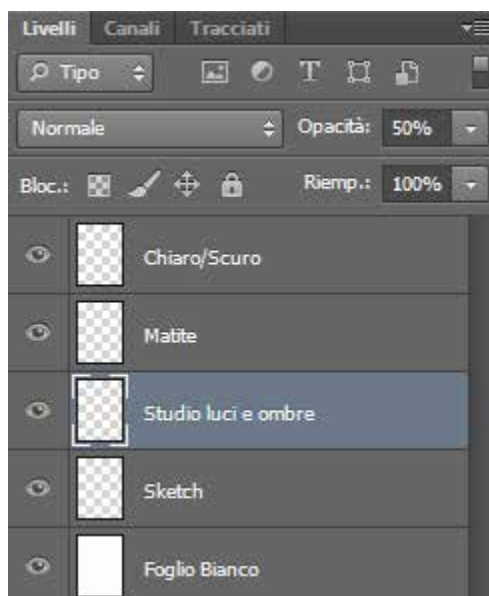 Livelli Canali Tracciati
Tipo T
Normale Opacità: 50%
Bloc.: Riemp.: 100%
Chiaro/Scuro
Matite
Studio luci e ombre
Sketch
Foglio Bianco